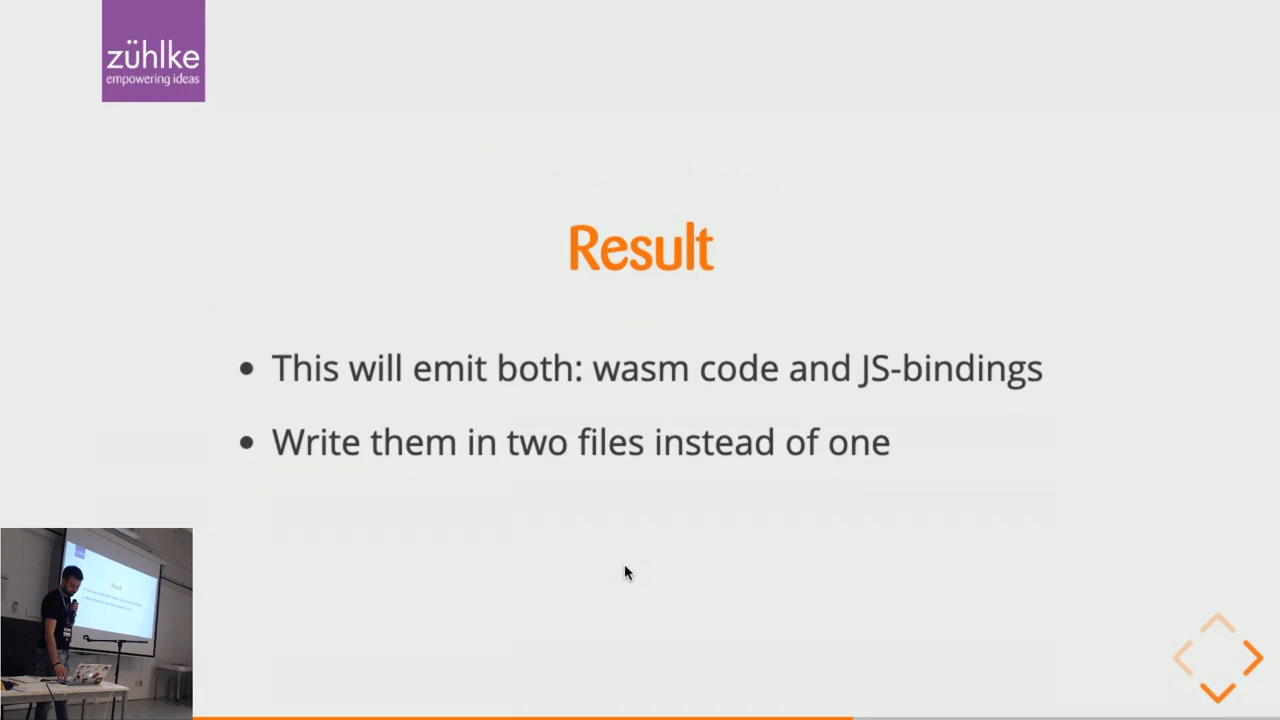 zühlke
empowering ideas
Result
This will emit both: wasm code and JS-bindings
Write them in two files instead of one